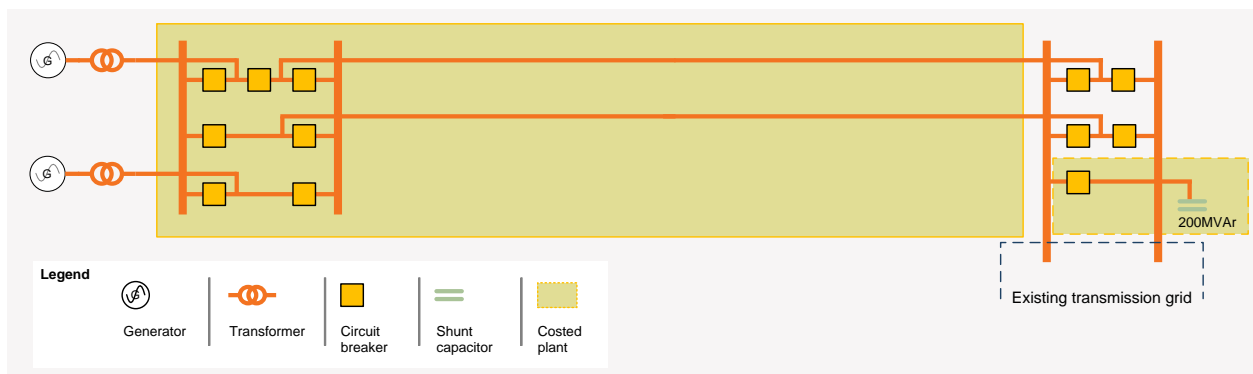 G
G
200MVAr
Existing transmission grid
Legend
G
Generator
Transformer
Circuit
breaker
Shunt
capacitor
Costed
plant